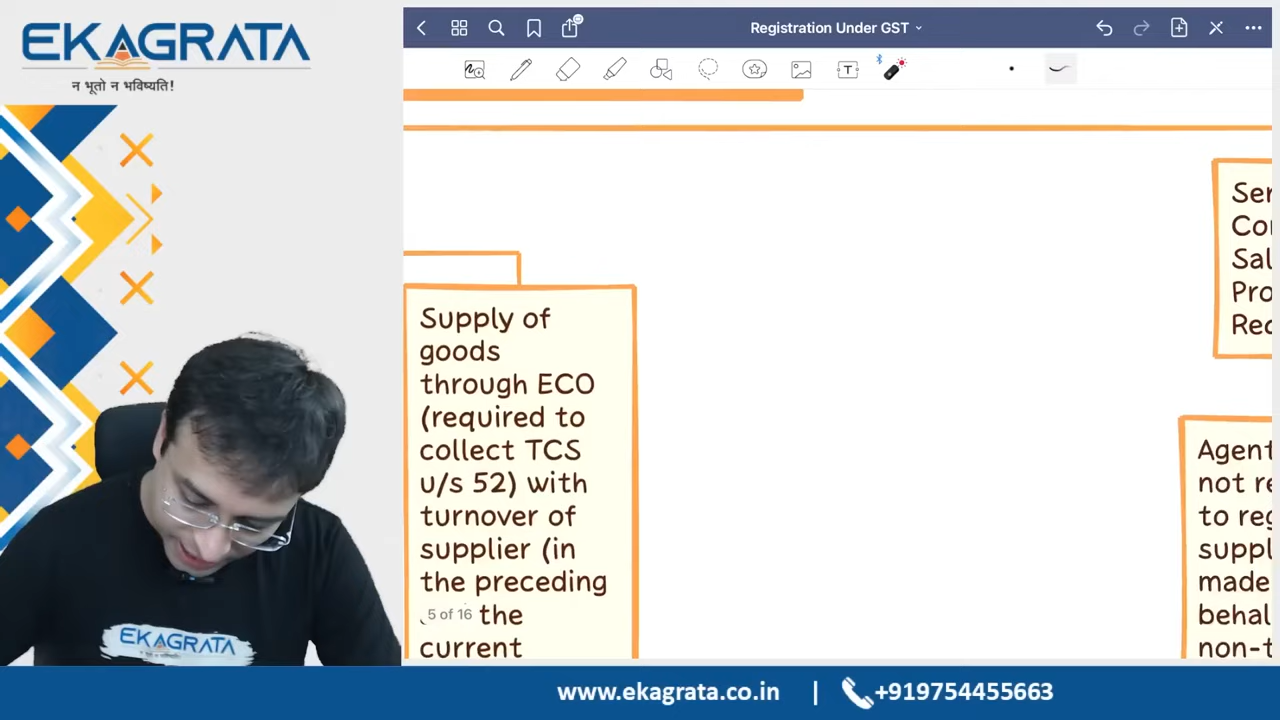 EKAGRATA
न भूतो न भविष्यति!
Registration Under GST
T
Supply of
goods
through ECO
(required to
collect TCS
u/s 52) with
turnover of
supplier (in
the preceding
the
current
5 of 16
Ser
Con
Sal
Pro
Rec
Agent
not re
to reg
suppl
made
behal
non-t
EKAGRATA
www.ekagrata.co.in | +919754455663